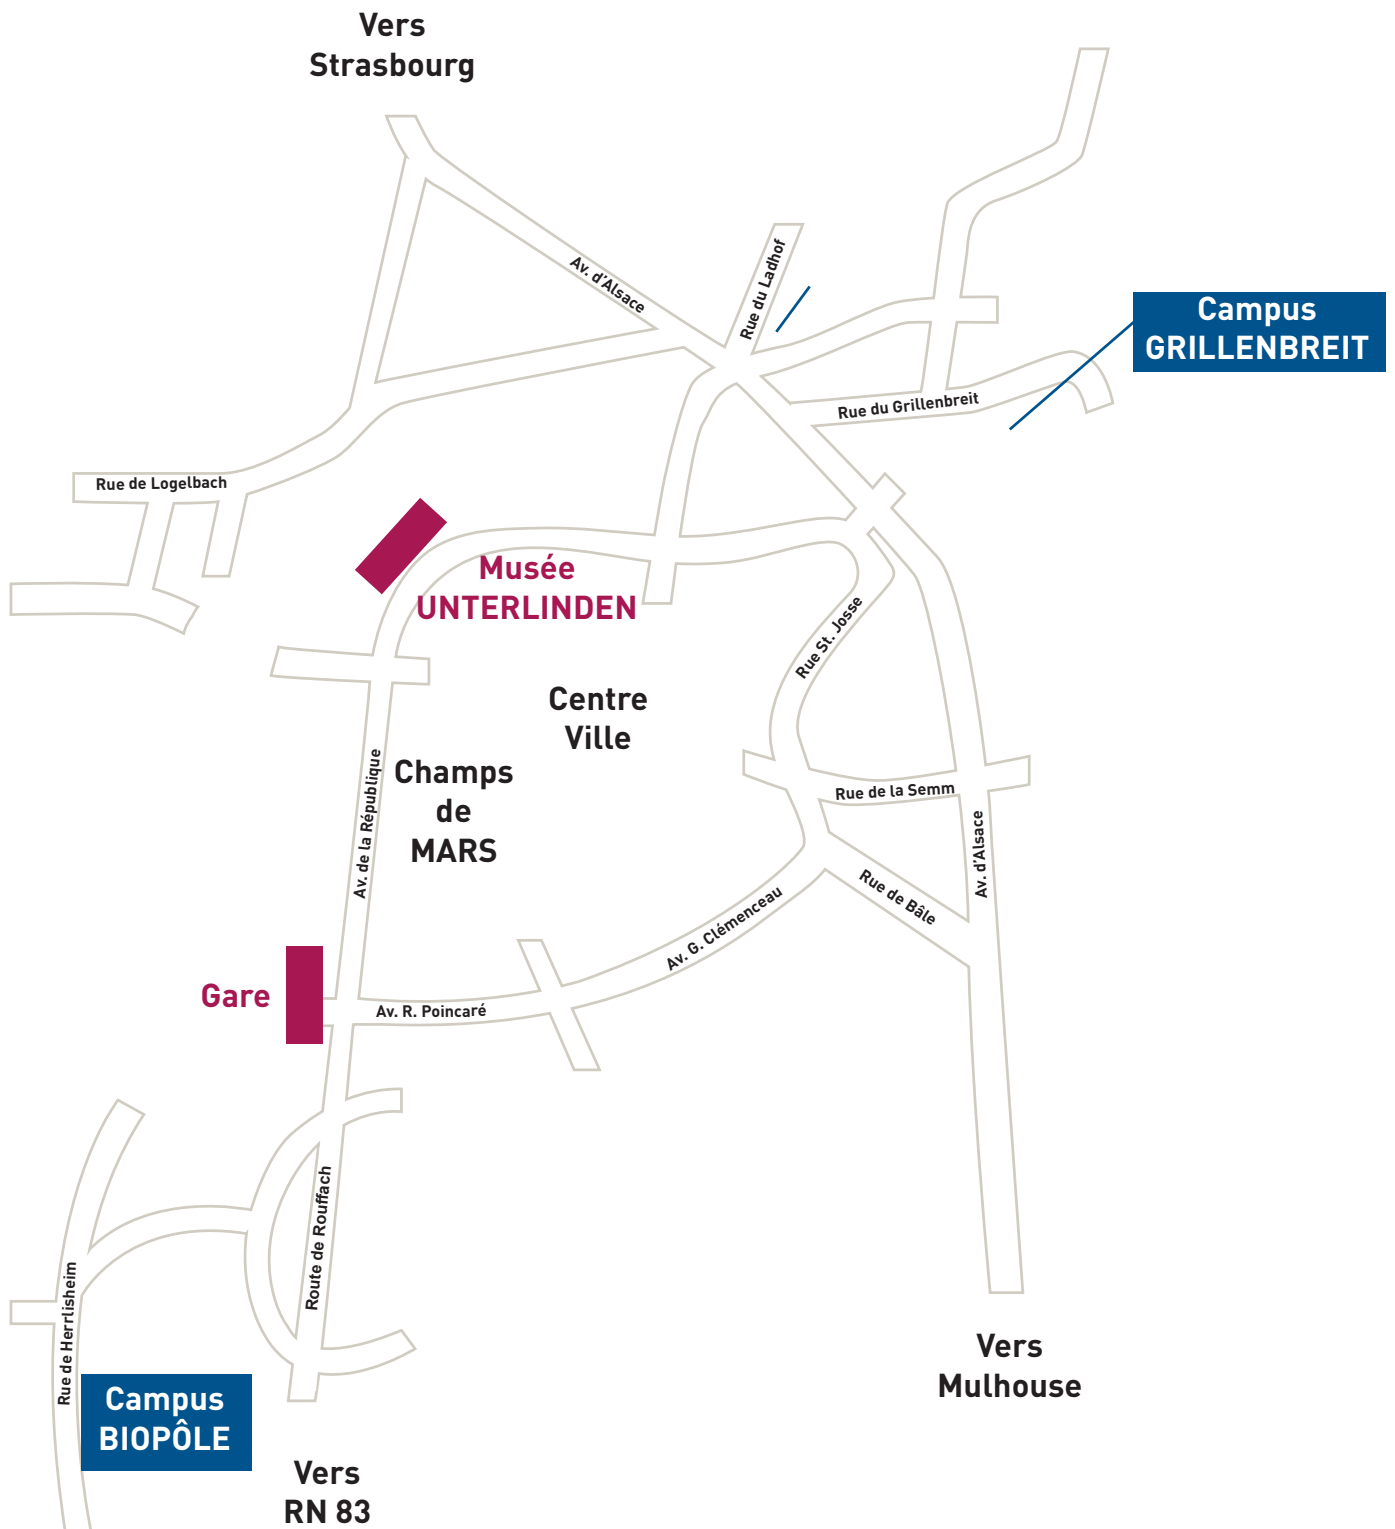 Vers
Strasbourg
Av. d'Alsace
Rue du Ladhof
Campus
GRILLENBREIT
Rue du Grillenbreit
Rue de Logelbach
Musée
UNTERLINDEN
Rue St. Josse
Centre
Ville
Champs
de
MARS
Av. de la République
Rue de la Semm
Av. d'Alsace
Rue de Bâle
Av. G. Clémenceau
Gare
Av. R. Poincaré
Route de Rouffach
Rue de Herrlisheim
Vers
Mulhouse
Campus
BIOPÔLE
Vers
RN 83